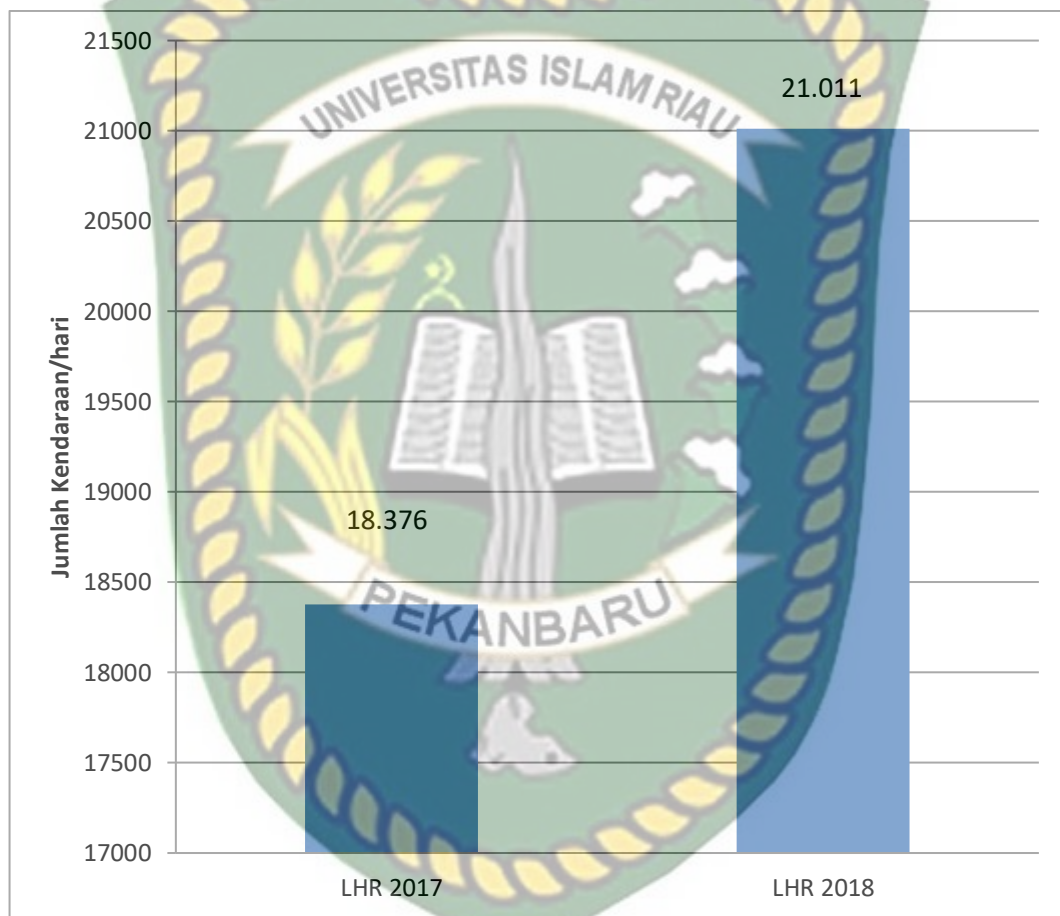 UNIVERSITAS ISLAM RIAU
PEKANBARU
Jumlah Kendaraan/hari
21500
21000
20500
20000
19500
19000
18500
18000
17500
17000
21.011
18.376
LHR 2017
LHR 2018